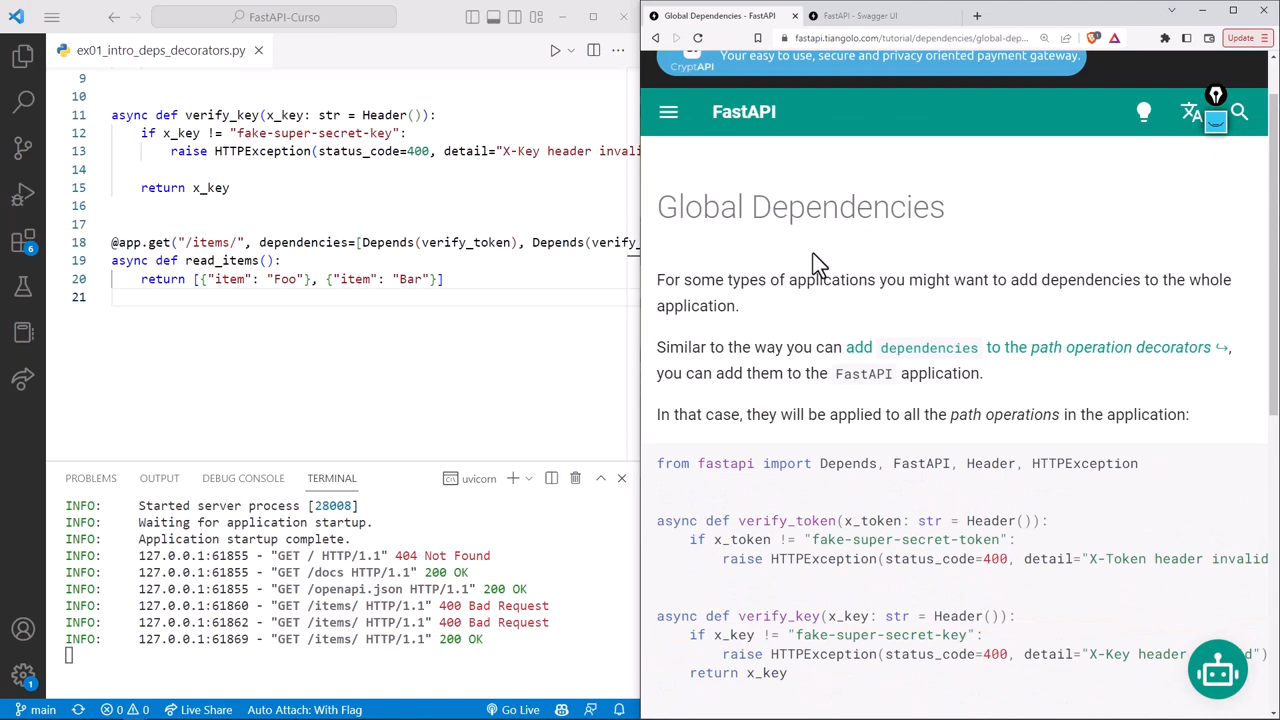 FastAPI-Curso
ex01_intro_deps_decorators.py
9
10
11 async def verify_key(x_key: str = Header()):
12 if x_key != "fake-super-secret-key":
13 raise HTTPException(status_code=400, detail="X-Key header invali
14
15 return x_key
16
17
18 @app.get("/items/", dependencies=[Depends(verify_token), Depends(verify_
19 async def read_items():
20 return [{"item": "Foo"}, {"item": "Bar"}]
21
6
PROBLEMS OUTPUT DEBUG CONSOLE TERMINAL
uvicorn
INFO: Started server process [28008]
INFO: Waiting for application startup.
INFO: Application startup complete.
INFO: 127.0.0.1:61855 - "GET / HTTP/1.1" 404 Not Found
INFO: 127.0.0.1:61855 - "GET /docs HTTP/1.1" 200 OK
INFO: 127.0.0.1:61855 - "GET /openapi.json HTTP/1.1" 200 OK
INFO: 127.0.0.1:61860 - "GET /items/ HTTP/1.1" 400 Bad Request
INFO: 127.0.0.1:61862 - "GET /items/ HTTP/1.1" 400 Bad Request
INFO: 127.0.0.1:61869 - "GET /items/ HTTP/1.1" 200 OK
1
main 0 0 Live Share Auto Attach: With Flag Go Live
Global Dependencies - FastAPI
FastAPI - Swagger UI
fastapi.tiangolo.com/tutorial/dependencies/global-dep...
Update
CryptAPI
Your easy to use, secure and privacy oriented payment gateway.
FastAPI
Global Dependencies
For some types of applications you might want to add dependencies to the whole
application.
Similar to the way you can add dependencies to the path operation decorators ↪,
you can add them to the FastAPI application.
In that case, they will be applied to all the path operations in the application:
from fastapi import Depends, FastAPI, Header, HTTPException
async def verify_token(x_token: str = Header()):
if x_token != "fake-super-secret-token":
raise HTTPException(status_code=400, detail="X-Token header invalid
async def verify_key(x_key: str = Header()):
if x_key != "fake-super-secret-key":
raise HTTPException(status_code=400, detail="X-Key header d")
return x_key